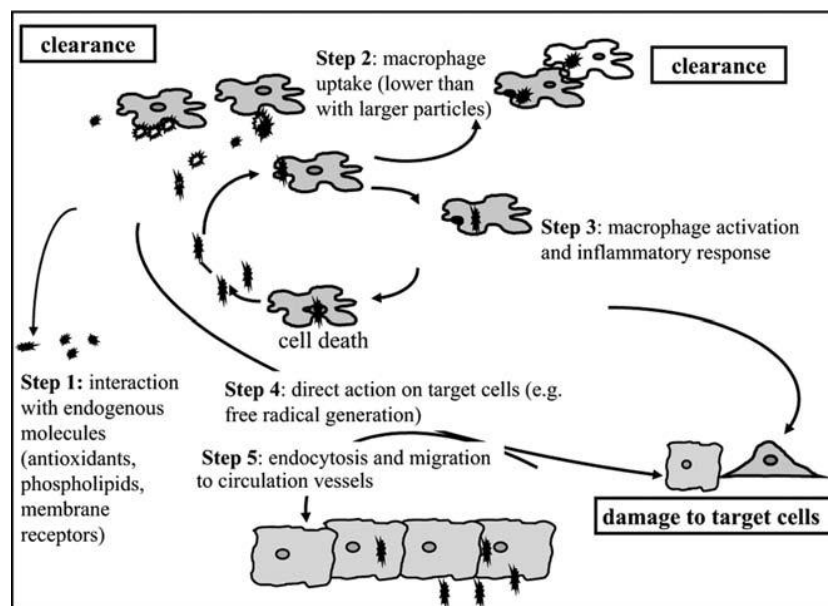 clearance
Step 2: macrophage
uptake (lower than
with larger particles)
clearance
Step 3: macrophage activation
and inflammatory response
cell death
Step 1: interaction
with endogenous
molecules
(antioxidants,
phospholipids,
membrane
receptors)
Step 4: direct action on target cells (e.g.
free radical generation)
Step 5: endocytosis and migration
to circulation vessels
damage to target cells